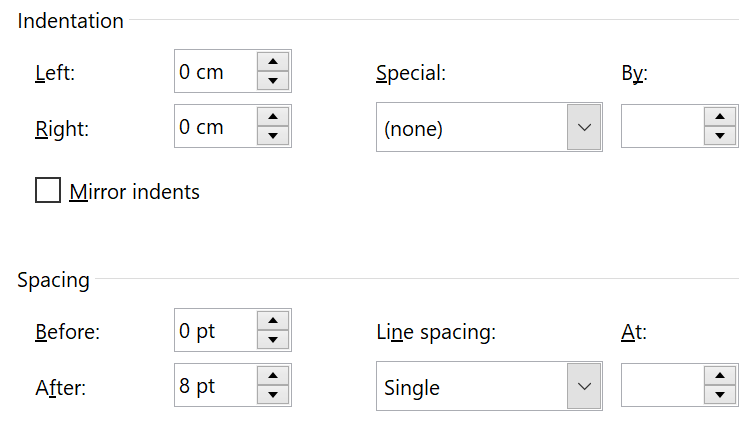 Indentation
Left: 0 cm Special: By:
Right: 0 cm (none)
Mirror indents
Spacing
Before: 0 pt Line spacing: At:
After: 8 pt Single